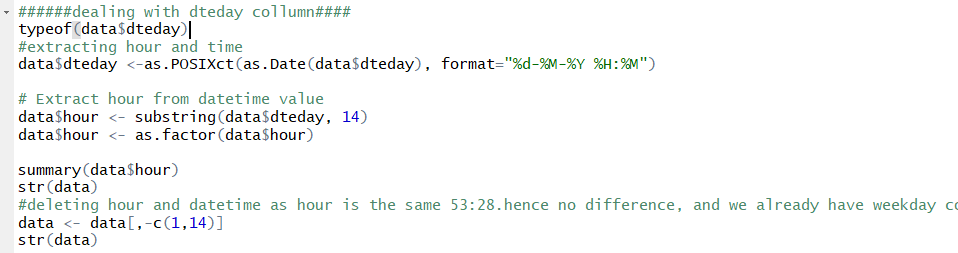 ######dealing with dteday collumn####
typeof(data$dteday)
#extracting hour and time
data$dteday <-as.POSIXct(as.Date(data$dteday), format="%d-%M-%Y %H:%M")
# Extract hour from datetime value
data$hour <- substring(data$dteday, 14)
data$hour <- as.factor(data$hour)
summary(data$hour)
str(data)
#deleting hour and datetime as hour is the same 53:28.hence no difference, and we already have weekday
data <- data[,-c(1,14)]
str(data)